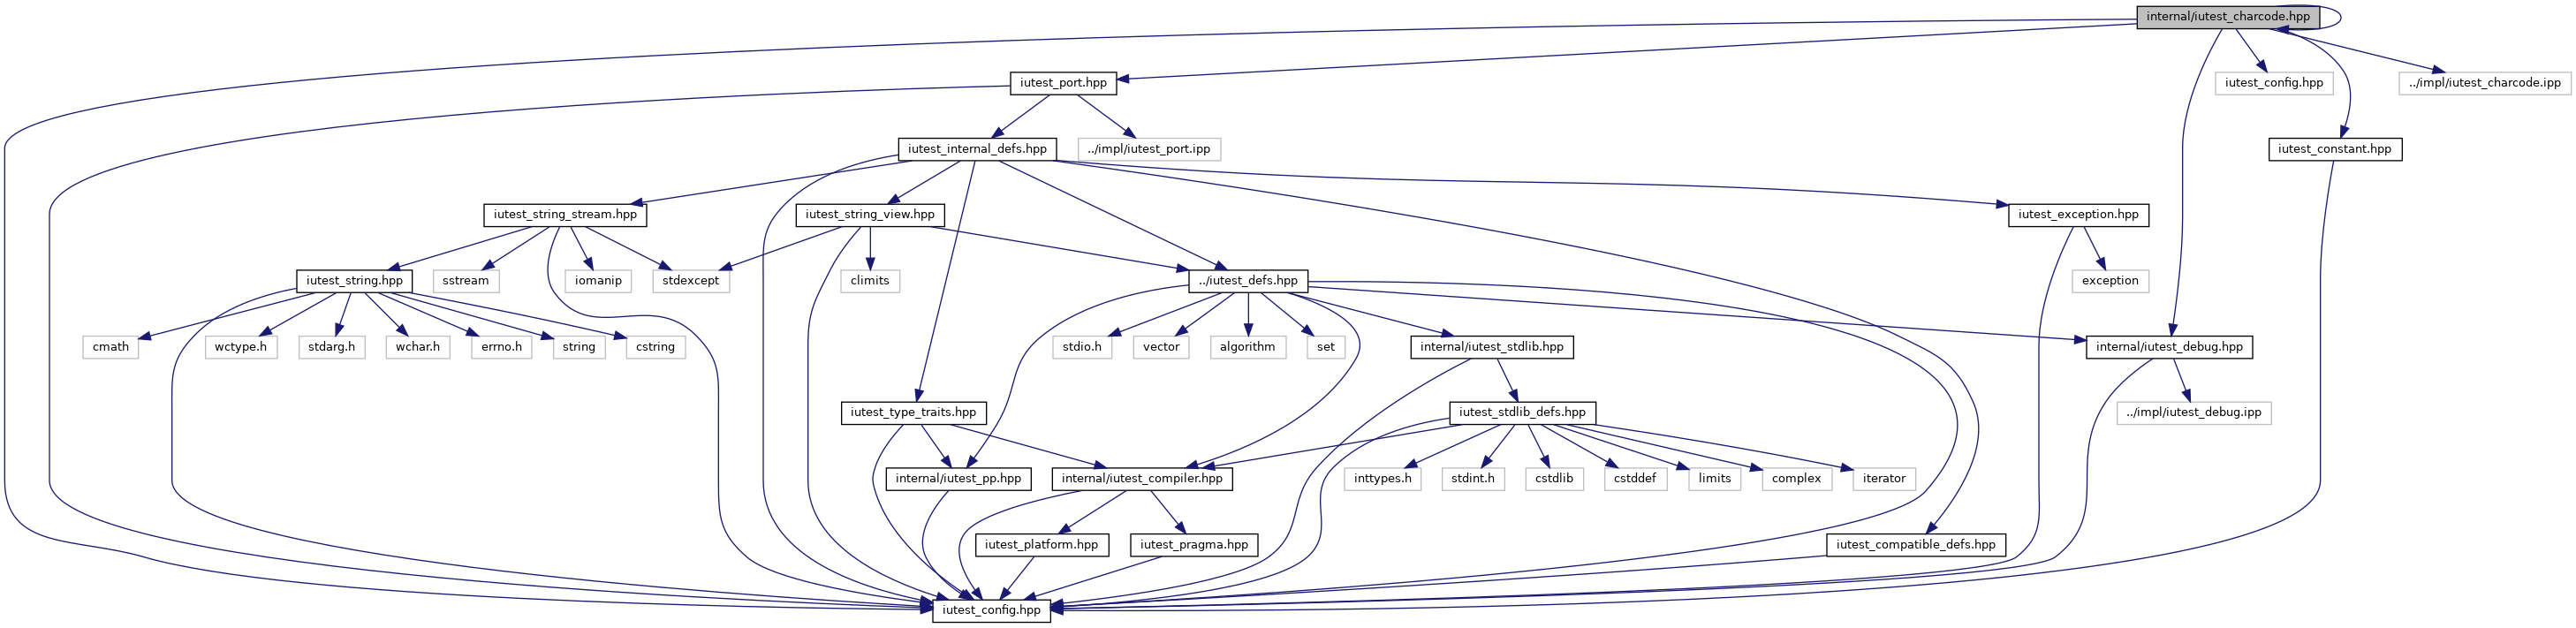 internal/iutest_charcode.hpp
iutest_port.hpp
iutest_config.hpp
../impl/iutest_charcode.ipp
iutest_internal_defs.hpp
../impl/iutest_port.ipp
iutest_constant.hpp
iutest_string_stream.hpp
iutest_string_view.hpp
iutest_exception.hpp
iutest_string.hpp
sstream
iomanip
stdexcept
climits
../iutest_defs.hpp
exception
cmath
wctype.h
stdarg.h
wchar.h
errno.h
string
cstring
stdio.h
vector
algorithm
set
internal/iutest_stdlib.hpp
internal/iutest_debug.hpp
iutest_type_traits.hpp
iutest_stdlib_defs.hpp
../impl/iutest_debug.ipp
internal/iutest_pp.hpp
internal/iutest_compiler.hpp
inttypes.h
stdint.h
cstdlib
cstddef
limits
complex
iterator
iutest_platform.hpp
iutest_pragma.hpp
iutest_compatible_defs.hpp
iutest_config.hpp